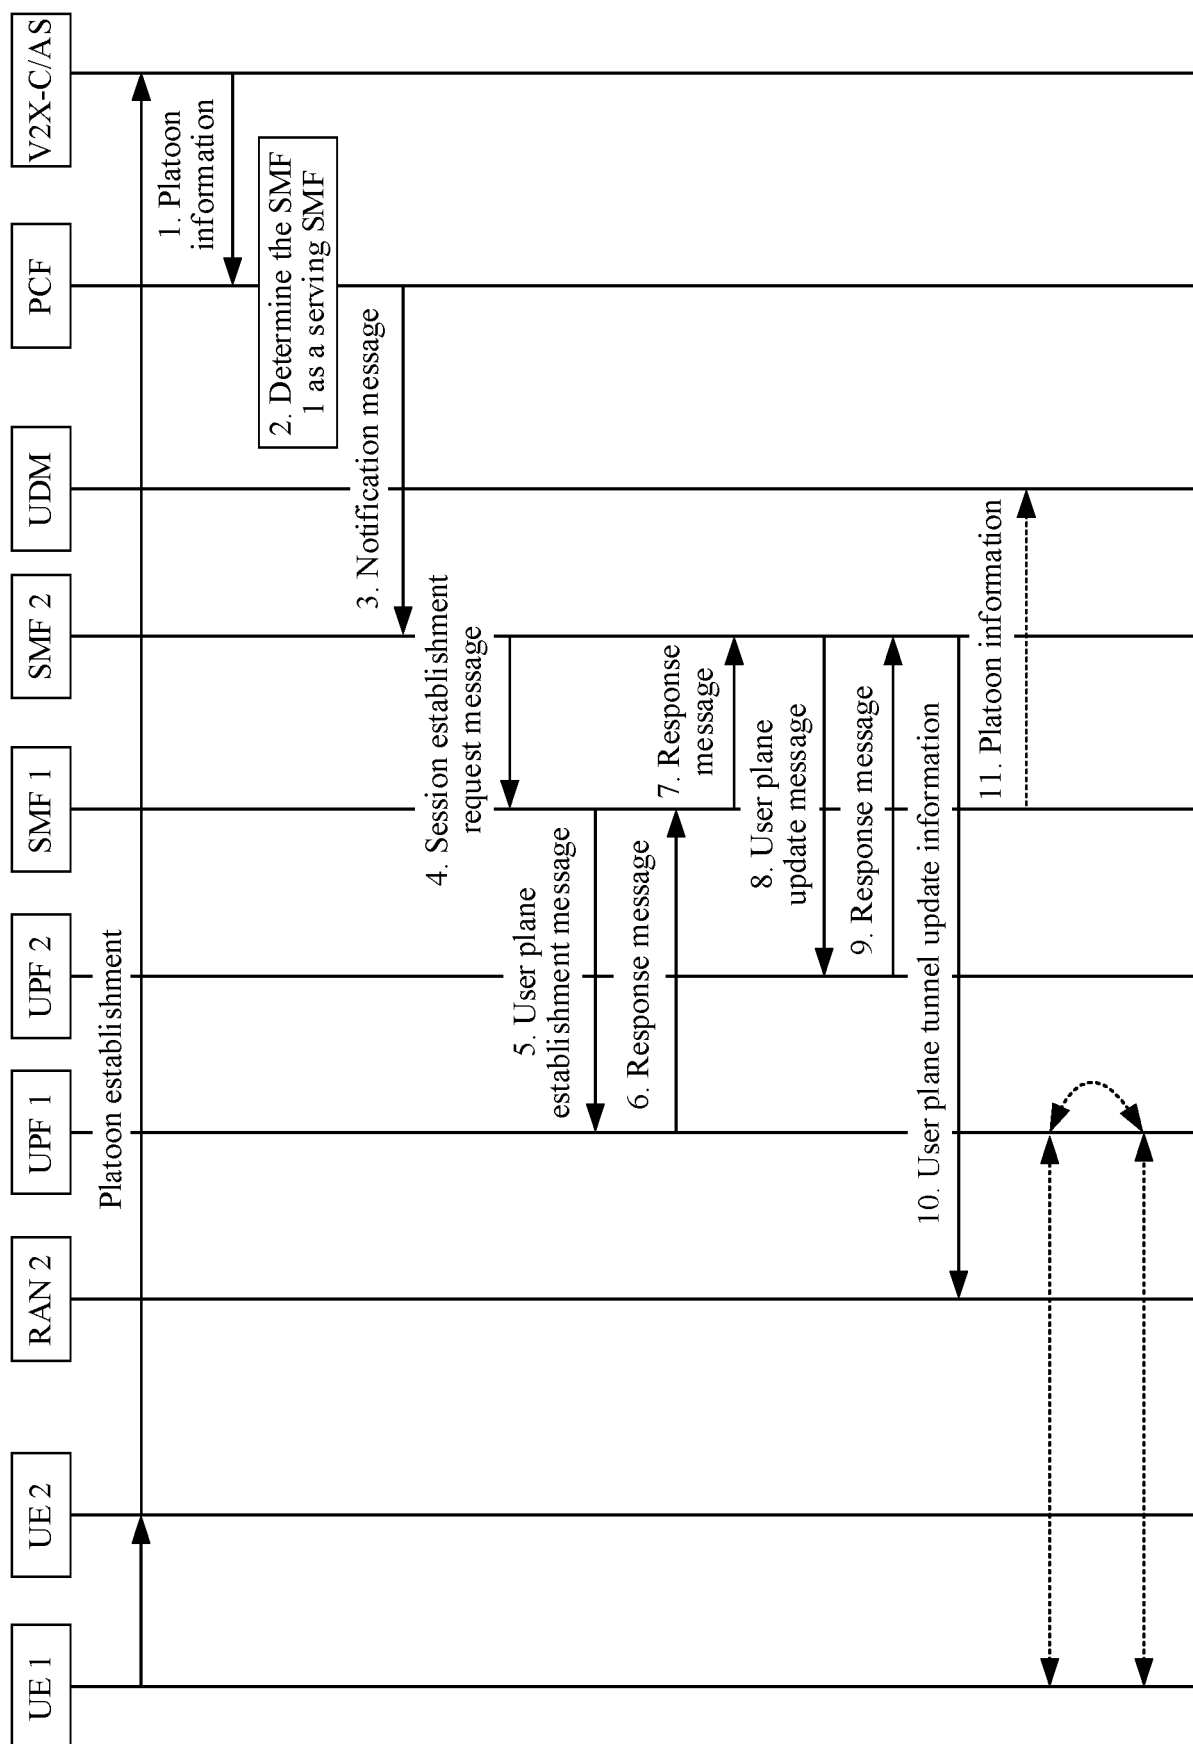 UE 1
UE 2
RAN 2
UPF 1
UPF 2
SMF 1
SMF 2
UDM
PCF
V2X-C/AS
Platoon establishment
1. Platoon
information
2. Determine the SMF
1 as a serving SMF
3. Notification message
4. Session establishment
request message
5. User plane
establishment message
6. Response message
7. Response
message
8. User plane
update message
9. Response message
10. User plane tunnel update information
11. Platoon information